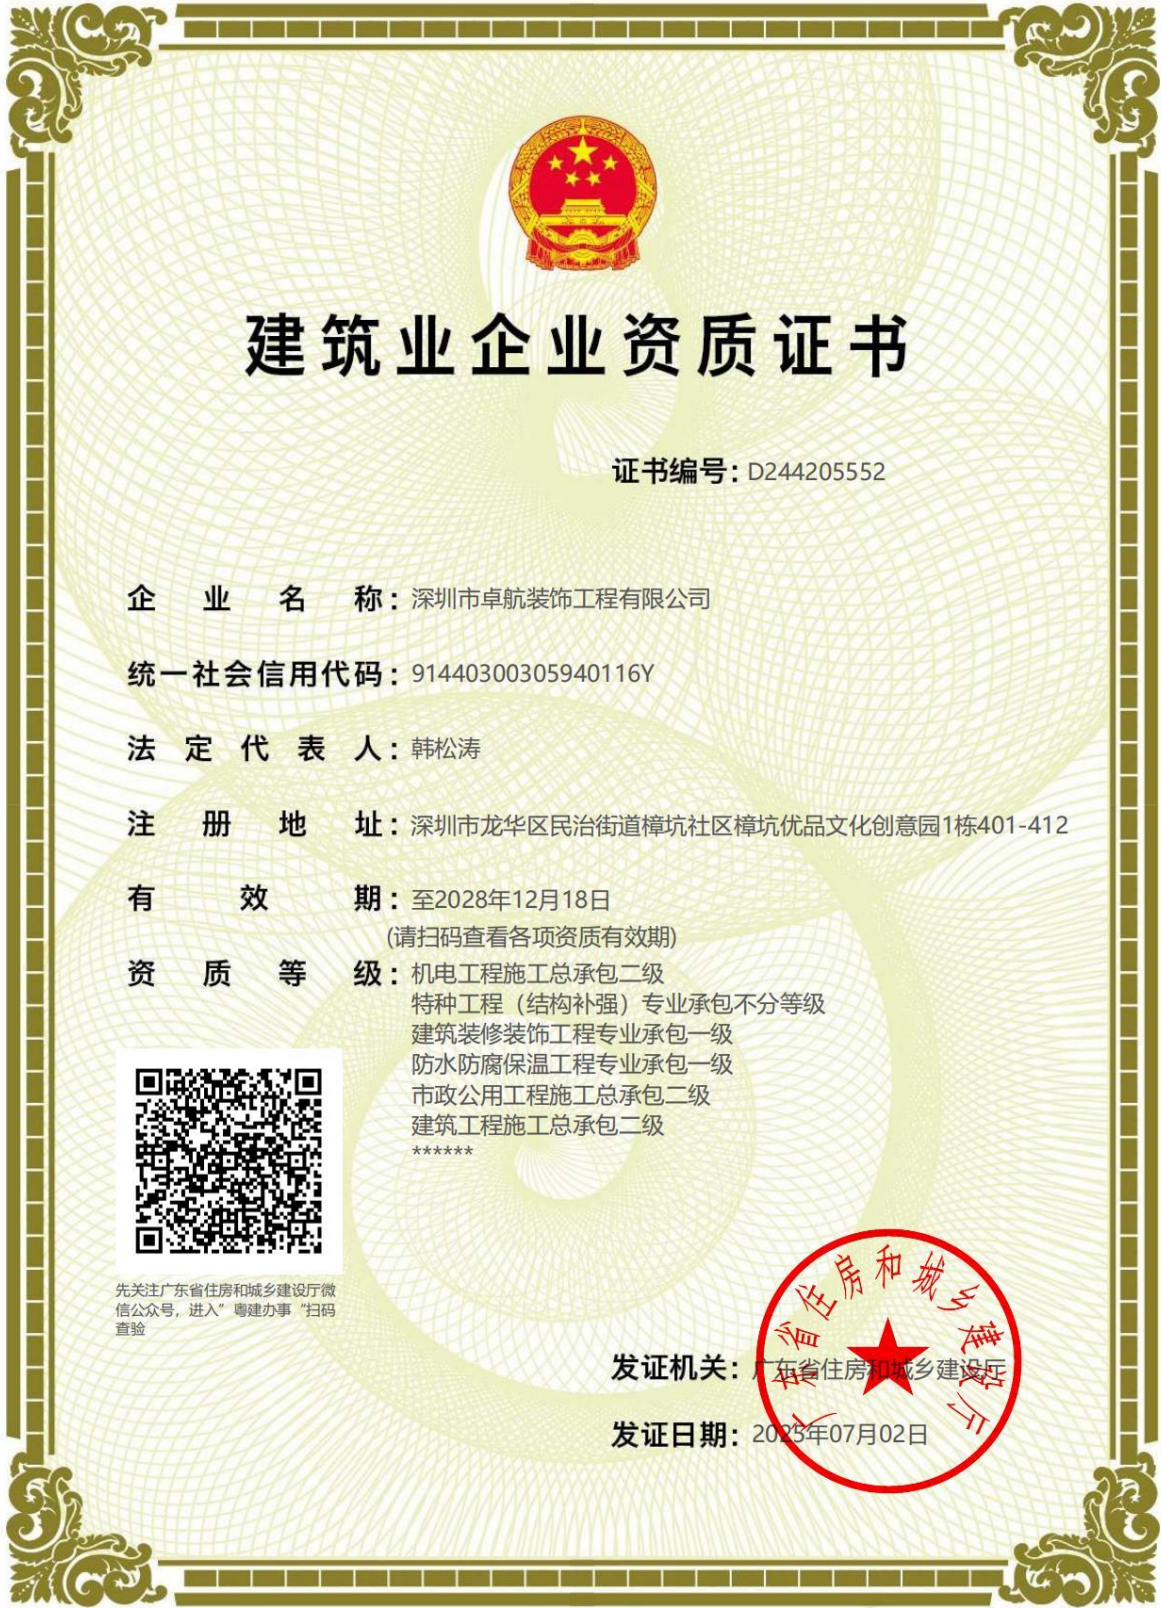 建筑业企业资质证书
证书编号：D244205552
企业名称：深圳市卓航装饰工程有限公司
统一社会信用代码：91440300305940116Y
法定代表人：韩松涛
注册地址：深圳市龙华区民治街道樟坑社区樟坑优品文化创意园1栋401-412
有效期：至2028年12月18日
(请扫码查看各项资质有效期)
资质等级：机电工程施工总承包二级
特种工程（结构补强）专业承包不分等级
建筑装修装饰工程专业承包一级
防水防腐保温工程专业承包一级
市政公用工程施工总承包二级
建筑工程施工总承包二级
******
先关注广东省住房和城乡建设厅微
信公众号，进入”粤建办事“扫码
查验
广东省住房和城乡建设厅
发证机关：广东省住房和城乡建设厅
发证日期：2025年07月02日